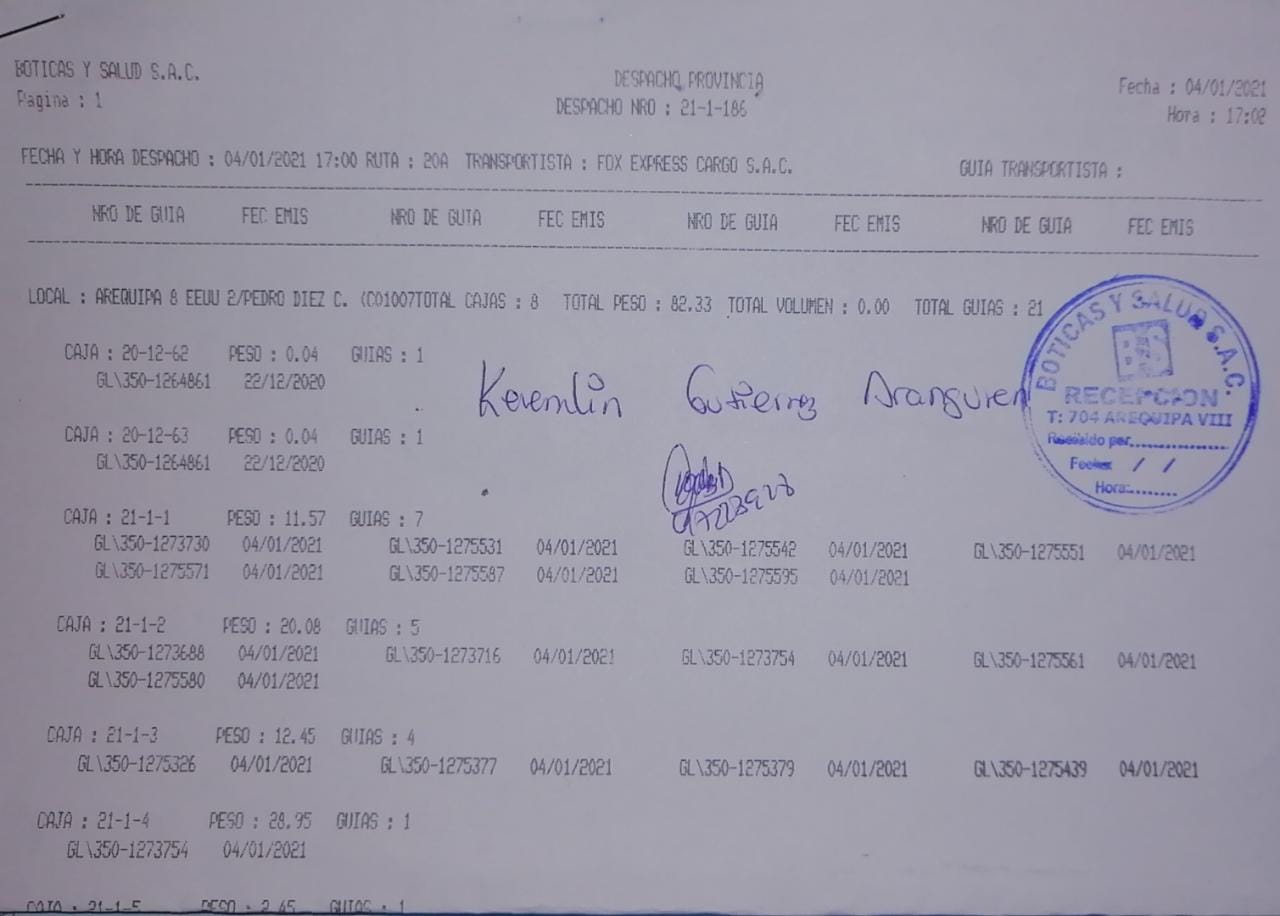 BOTICAS Y SALUD S.A.C.
Pagina : 1
DESPACHO PROVINCIA
DESPACHO NRO : 21-1-186
Fecha : 04/01/2021
Hora : 17:02
FECHA Y HORA DESPACHO : 04/01/2021 17:00 RUTA : 20A TRANSPORTISTA : FOX EXPRESS CARGO S.A.C. GUIA TRANSPORTISTA :
NRO DE GUIA FEC EMIS NRO DE GUIA FEC EMIS NRO DE GUIA FEC EMIS NRO DE GUIA FEC EMIS
LOCAL : AREQUIPA 8 EEUU 2/PEDRO DIEZ C. (C01007TOTAL CAJAS : 8 TOTAL PESO : 82.33 TOTAL VOLUMEN : 0.00 TOTAL GUIAS : 21
CAJA : 20-12-62 PESO : 0.04 GUIAS : 1
GL\350-1264861 22/12/2020
Gutierrez Aranguren
CAJA : 20-12-63 PESO : 0.04 GUIAS : 1
GL\350-1264861 22/12/2020
BOTICAS Y SALUD S.A.C.
BS
RECEPCION
T: 704 AREQUIPA VIII
Recibido por...............
Fecha: / /
Hora:........
CAJA : 21-1-1 PESO : 11.57 GUIAS : 7
GL\350-1273730 04/01/2021 GL\350-1275531 04/01/2021 GL\350-1275542 04/01/2021 GL\350-1275551 04/01/2021
GL\350-1275571 04/01/2021 GL\350-1275587 04/01/2021 GL\350-1275595 04/01/2021
CAJA : 21-1-2 PESO : 20.08 GUIAS : 5
GL\350-1273688 04/01/2021 GL\350-1273716 04/01/2021 GL\350-1273754 04/01/2021 GL\350-1275561 04/01/2021
GL\350-1275580 04/01/2021
CAJA : 21-1-3 PESO : 12.45 GUIAS : 4
GL\350-1275326 04/01/2021 GL\350-1275377 04/01/2021 GL\350-1275379 04/01/2021 GL\350-1275439 04/01/2021
CAJA : 21-1-4 PESO : 28.95 GUIAS : 1
GL\350-1273754 04/01/2021
CAJA : 21-1-5 PESO : 2.45 GUIAS : 1